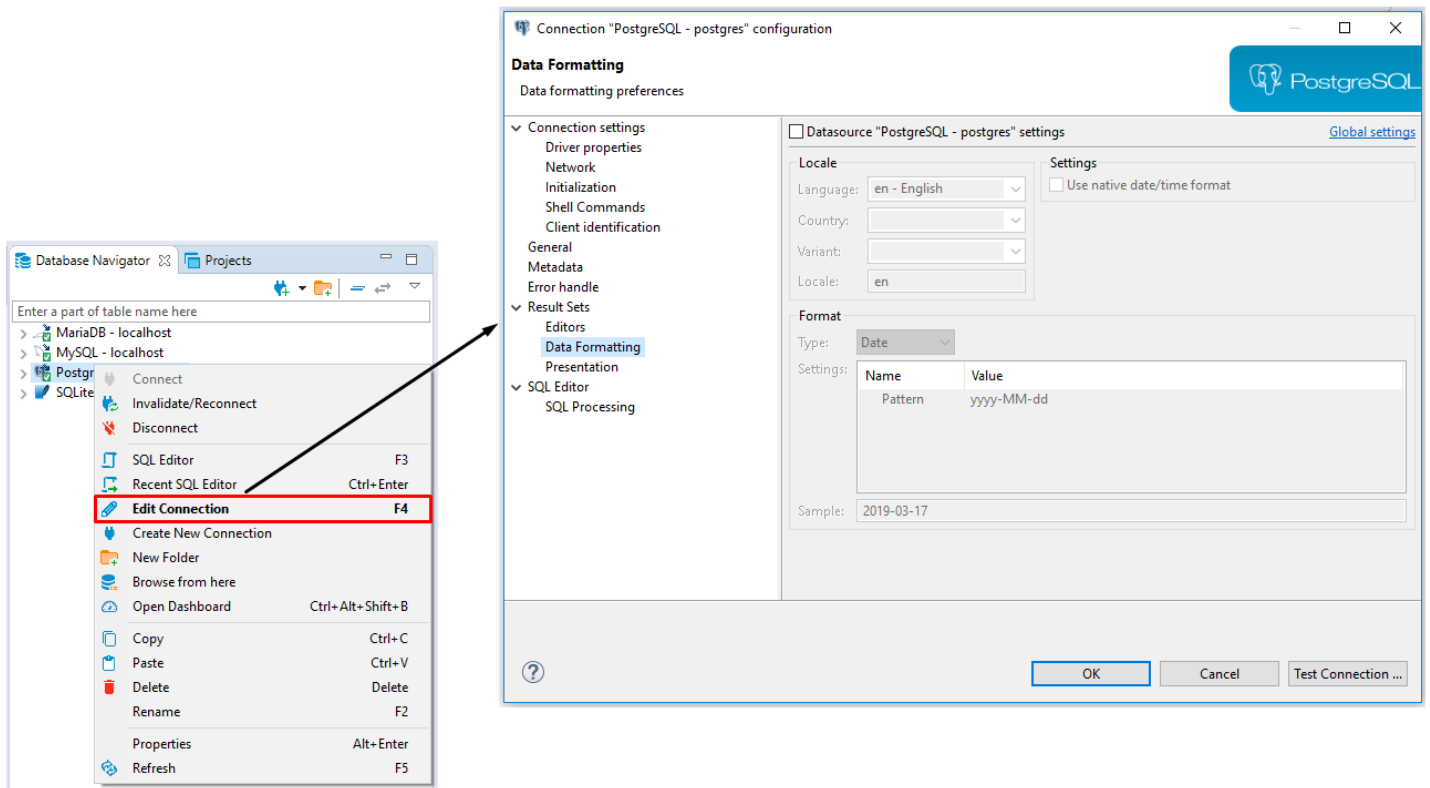 Database Navigator Projects
Enter a part of table name here
MariaDB - localhost
MySQL - localhost
Postgr
SQLite
Connect
Invalidate/Reconnect
Disconnect
SQL Editor F3
Recent SQL Editor Ctrl+Enter
Edit Connection F4
Create New Connection
New Folder
Browse from here
Open Dashboard Ctrl+Alt+Shift+B
Copy Ctrl+C
Paste Ctrl+V
Delete Delete
Rename F2
Properties Alt+Enter
Refresh F5
Connection "PostgreSQL - postgres" configuration
Data Formatting
Data formatting preferences
PostgreSQL
Connection settings
Driver properties
Network
Initialization
Shell Commands
Client identification
General
Metadata
Error handle
Result Sets
Editors
Data Formatting
Presentation
SQL Editor
SQL Processing
Datasource "PostgreSQL - postgres" settings Global settings
Locale
Language: en - English
Country:
Variant:
Locale: en
Settings
Use native date/time format
Format
Type: Date
Settings: Name Value
Pattern yyyy-MM-dd
Sample: 2019-03-17
?
OK Cancel Test Connection ...